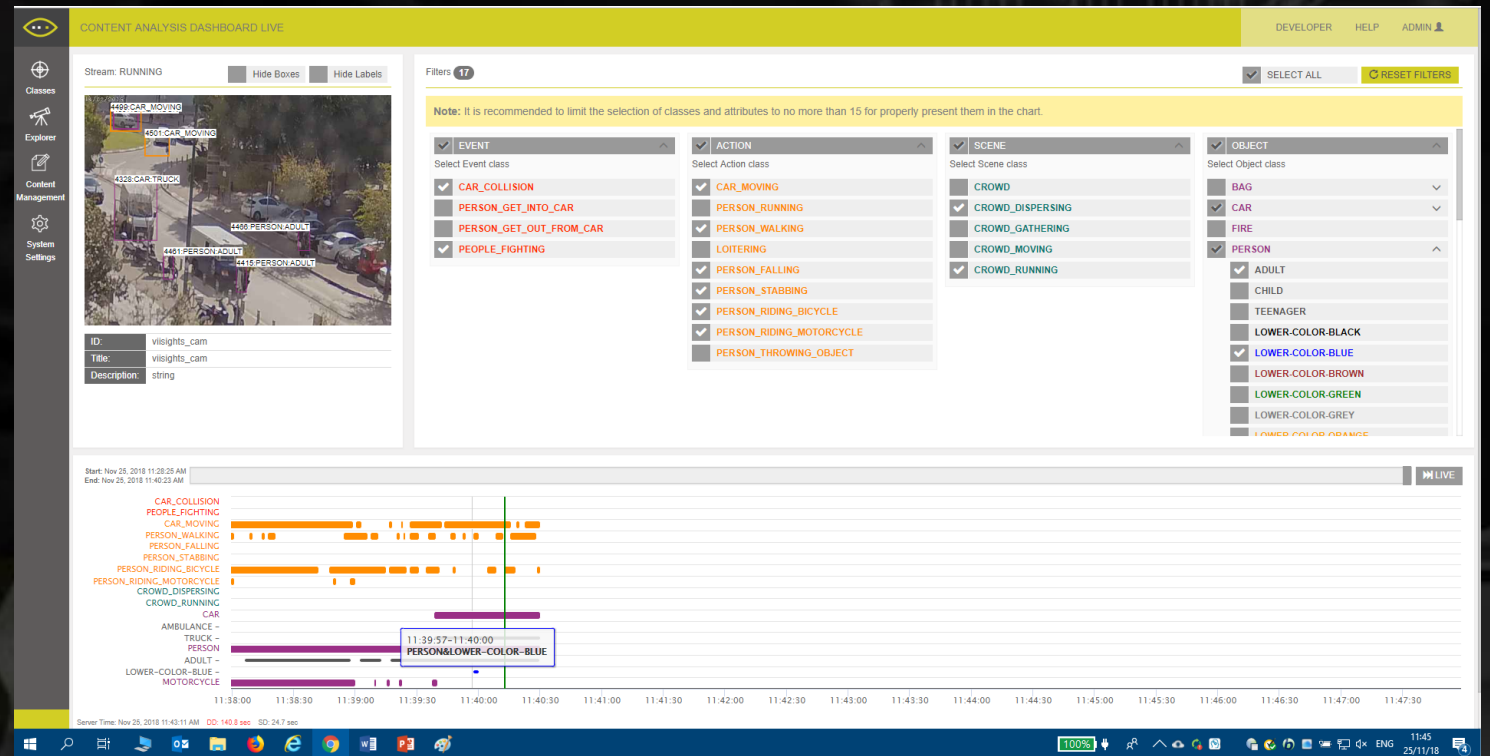 CONTENT ANALYSIS DASHBOARD LIVE
DEVELOPER HELP ADMIN
Classes
Explorer
Content
Management
System
Settings
Stream: RUNNING Hide Boxes Hide Labels
4499:CAR_MOVING
4501:CAR_MOVING
4328:CAR:TRUCK
4466:PERSON:ADULT
4461:PERSON:ADULT
4415:PERSON:ADULT
ID: viisights_cam
Title: viisights_cam
Description: string
Filters 17
SELECT ALL RESET FILTERS
Note: It is recommended to limit the selection of classes and attributes to no more than 15 for properly present them in the chart.
EVENT
Select Event class
CAR_COLLISION
PERSON_GET_INTO_CAR
PERSON_GET_OUT_FROM_CAR
PEOPLE_FIGHTING
ACTION
Select Action class
CAR_MOVING
PERSON_RUNNING
PERSON_WALKING
LOITERING
PERSON_FALLING
PERSON_STABBING
PERSON_RIDING_BICYCLE
PERSON_RIDING_MOTORCYCLE
PERSON_THROWING_OBJECT
SCENE
Select Scene class
CROWD
CROWD_DISPERSING
CROWD_GATHERING
CROWD_MOVING
CROWD_RUNNING
OBJECT
Select Object class
BAG
CAR
FIRE
PERSON
ADULT
CHILD
TEENAGER
LOWER-COLOR-BLACK
LOWER-COLOR-BLUE
LOWER-COLOR-BROWN
LOWER-COLOR-GREEN
LOWER-COLOR-GREY
LOWER-COLOR-ORANGE
Start: Nov 25, 2018 11:28:25 AM
End: Nov 25, 2018 11:40:23 AM
LIVE
CAR_COLLISION
PEOPLE_FIGHTING
CAR_MOVING
PERSON_WALKING
PERSON_FALLING
PERSON_STABBING
PERSON_RIDING_BICYCLE
PERSON_RIDING_MOTORCYCLE
CROWD_DISPERSING
CROWD_RUNNING
CAR
AMBULANCE –
TRUCK –
PERSON
ADULT –
LOWER-COLOR-BLUE –
MOTORCYCLE
11:39:57-11:40:00
PERSON&LOWER-COLOR-BLUE
11:38:00 11:38:30 11:39:00 11:39:30 11:40:00 11:40:30 11:41:00 11:41:30 11:42:00 11:42:30 11:43:00 11:43:30 11:44:00 11:44:30 11:45:00 11:45:30 11:46:00 11:46:30 11:47:00 11:47:30
Server Time: Nov 25, 2018 11:43:11 AM DD: 140.8 sec SD: 24.7 sec
100% ENG 11:45
25/11/18